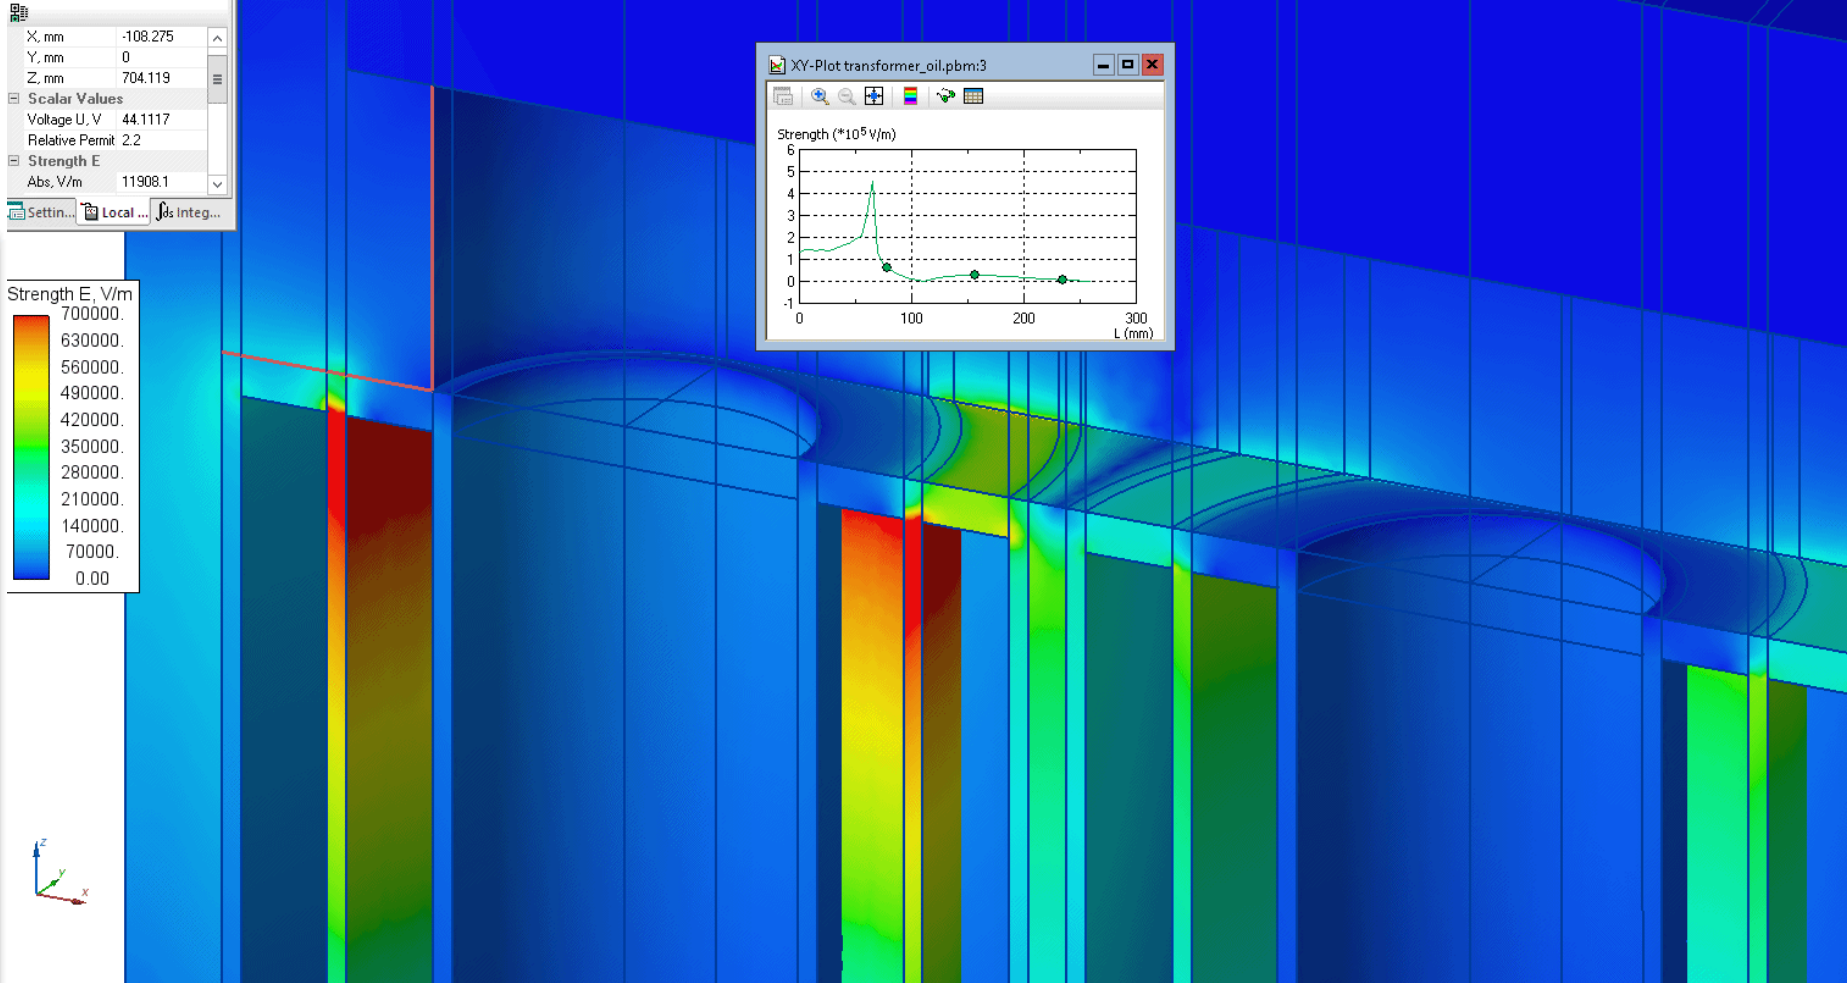 X, mm -108.275
Y, mm 0
Z, mm 704.119
Scalar Values
Voltage U, V 44.1117
Relative Permit 2.2
Strength E
Abs, V/m 11908.1
Settin... Local ... Integ...
XY-Plot transformer_oil.pbm:3
Strength (*10⁵ V/m)
6
5
4
3
2
1
0
-1
0 100 200 300
L (mm)
Strength E, V/m
700000.
630000.
560000.
490000.
420000.
350000.
280000.
210000.
140000.
70000.
0.00
z
y
x